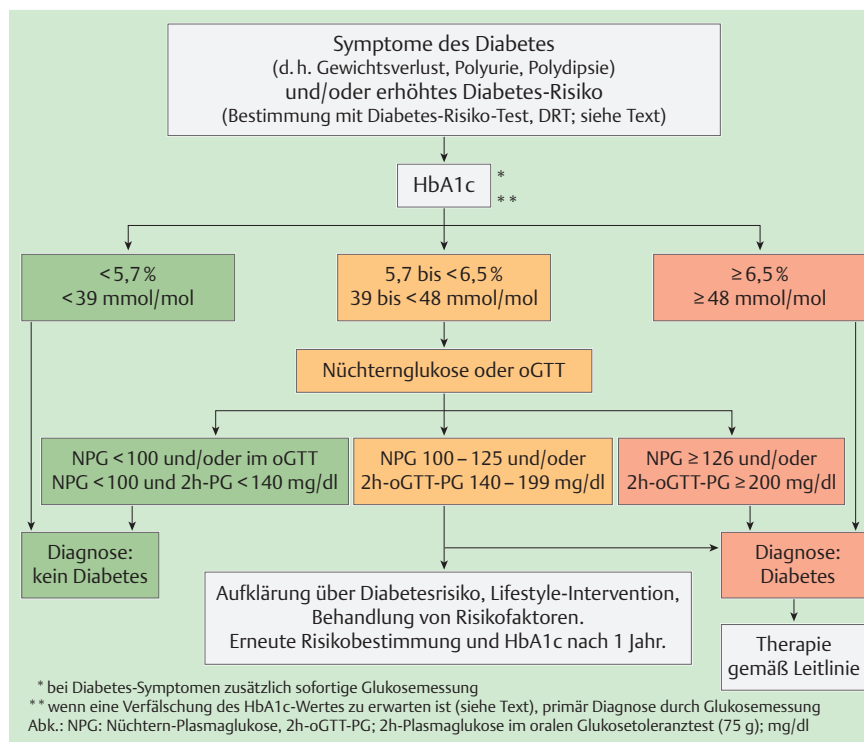 Symptome des Diabetes
(d. h. Gewichtsverlust, Polyurie, Polydipsie)
und/oder erhöhtes Diabetes-Risiko
(Bestimmung mit Diabetes-Risiko-Test, DRT; siehe Text)
HbA1c
*
**
< 5,7 %
< 39 mmol/mol
5,7 bis < 6,5 %
39 bis < 48 mmol/mol
≥ 6,5 %
≥ 48 mmol/mol
Nüchternglukose oder oGTT
NPG < 100 und/oder im oGTT
NPG < 100 und 2h-PG < 140 mg/dl
NPG 100 – 125 und/oder
2h-oGTT-PG 140 – 199 mg/dl
NPG ≥ 126 und/oder
2h-oGTT-PG ≥ 200 mg/dl
Diagnose:
kein Diabetes
Aufklärung über Diabetesrisiko, Lifestyle-Intervention,
Behandlung von Risikofaktoren.
Erneute Risikobestimmung und HbA1c nach 1 Jahr.
Diagnose:
Diabetes
Therapie
gemäß Leitlinie
* bei Diabetes-Symptomen zusätzlich sofortige Glukosemessung
** wenn eine Verfälschung des HbA1c-Wertes zu erwarten ist (siehe Text), primär Diagnose durch Glukosemessung
Abk.: NPG: Nüchtern-Plasmaglukose, 2h-oGTT-PG; 2h-Plasmaglukose im oralen Glukosetoleranztest (75 g); mg/dl